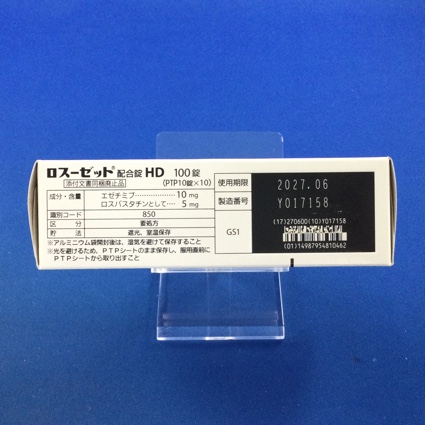 ロスーゼット®配合錠HD 100錠
添付文書同梱廃止品 (PTP10錠×10)
成分・含量 エゼチミブ 10 mg
ロスバスタチンとして 5 mg
識別コード 850
区分 要処方
貯法 遮光、室温保存
※アルミニウム袋開封後は、湿気を避けて保存すること
※光を避けるため、PTPシートのまま保存し、服用直前に
PTPシートから取り出すこと
使用期限 2027.06
製造番号 Y017158
GS1
(17)270600(10)Y017158
(01)14987954810462